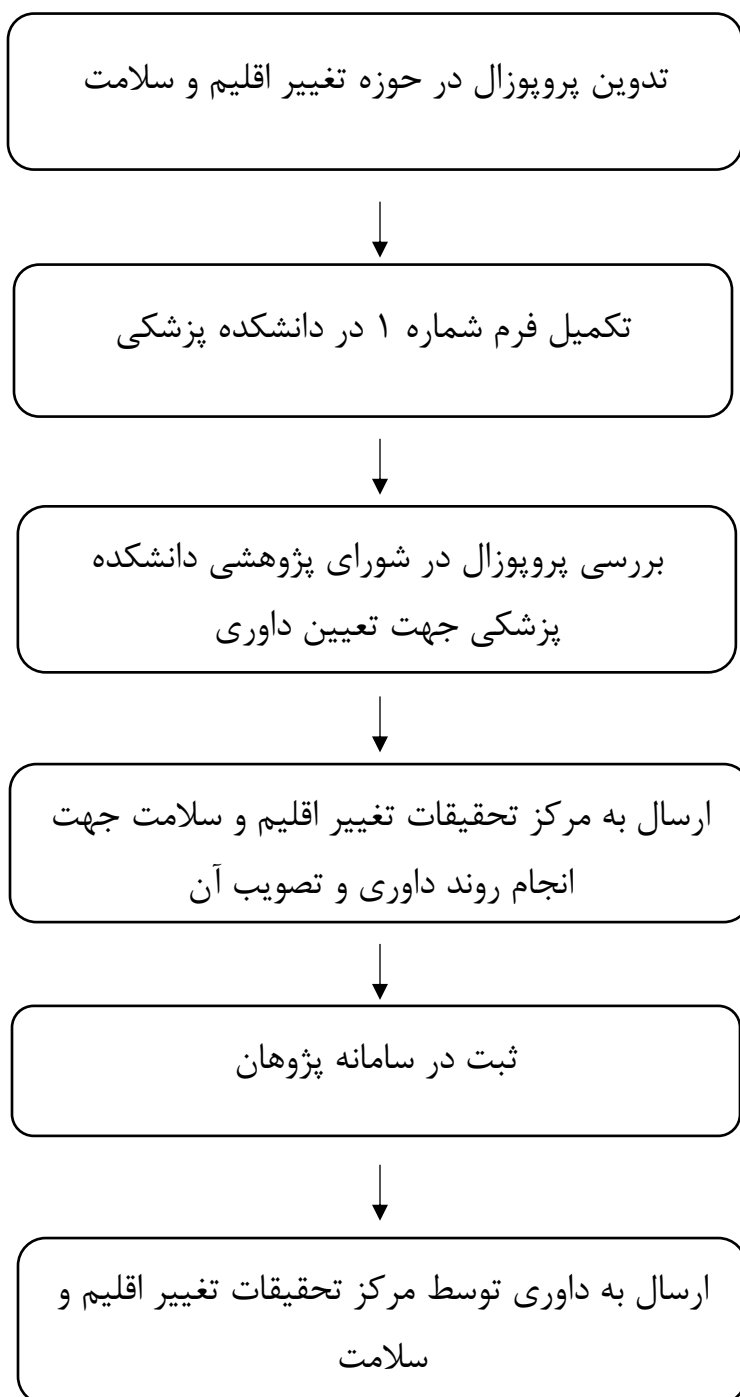 تدوین پروپوزال در حوزه تغییر اقلیم و سلامت
تکمیل فرم شماره ۱ در دانشکده پزشکی
بررسی پروپوزال در شورای پژوهشی دانشکده
پزشکی جهت تعیین داوری
ارسال به مرکز تحقیقات تغییر اقلیم و سلامت جهت
انجام روند داوری و تصویب آن
ثبت در سامانه پژوهان
ارسال به داوری توسط مرکز تحقیقات تغییر اقلیم و
سلامت